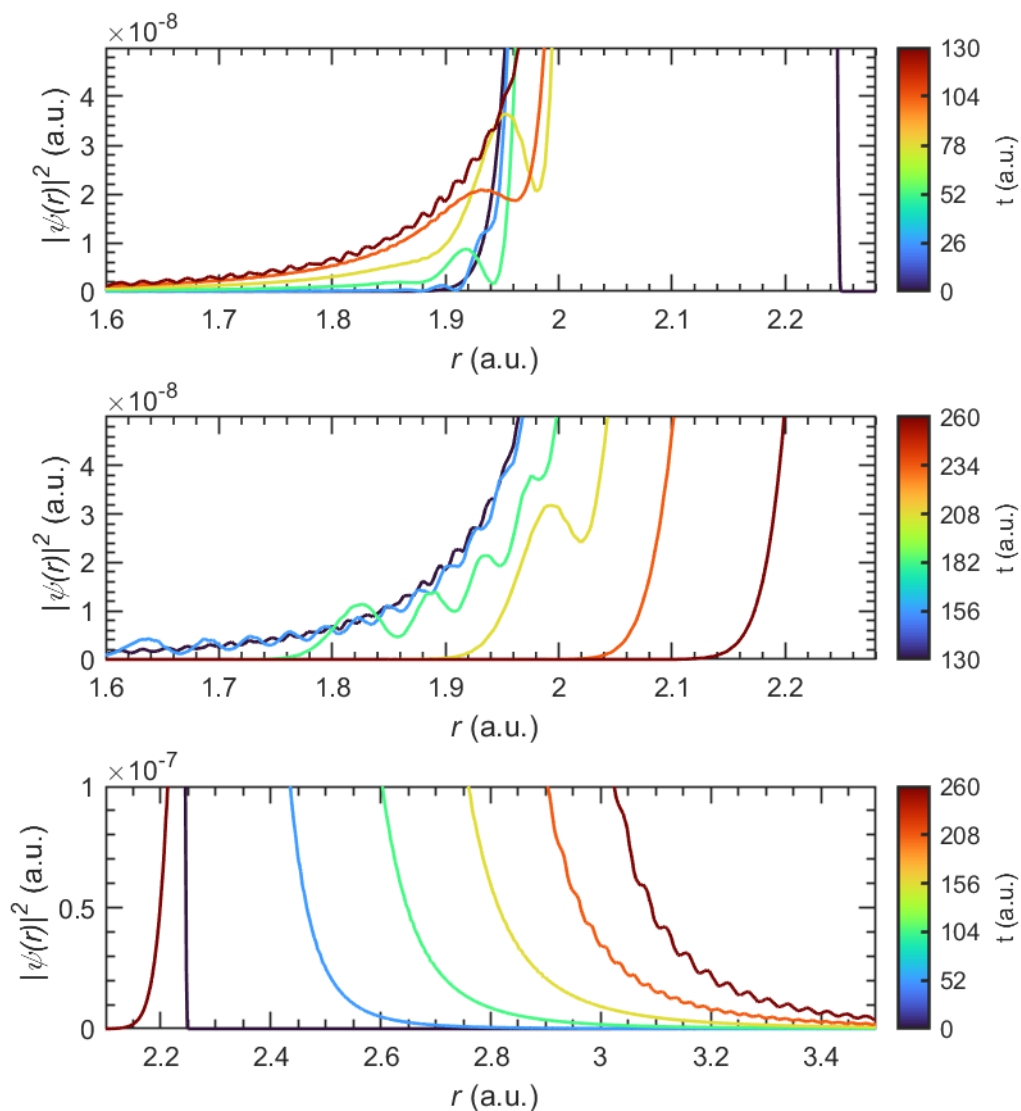 ×10⁻⁸
4
3
2
1
0
|ψ(r)|² (a.u.)
1.6 1.7 1.8 1.9 2 2.1 2.2
r (a.u.)
130
104
78
52
26
0
t (a.u.)
×10⁻⁸
4
3
2
1
0
|ψ(r)|² (a.u.)
1.6 1.7 1.8 1.9 2 2.1 2.2
r (a.u.)
260
234
208
182
156
130
t (a.u.)
×10⁻⁷
1
0.5
0
|ψ(r)|² (a.u.)
2.2 2.4 2.6 2.8 3 3.2 3.4
r (a.u.)
260
208
156
104
52
0
t (a.u.)